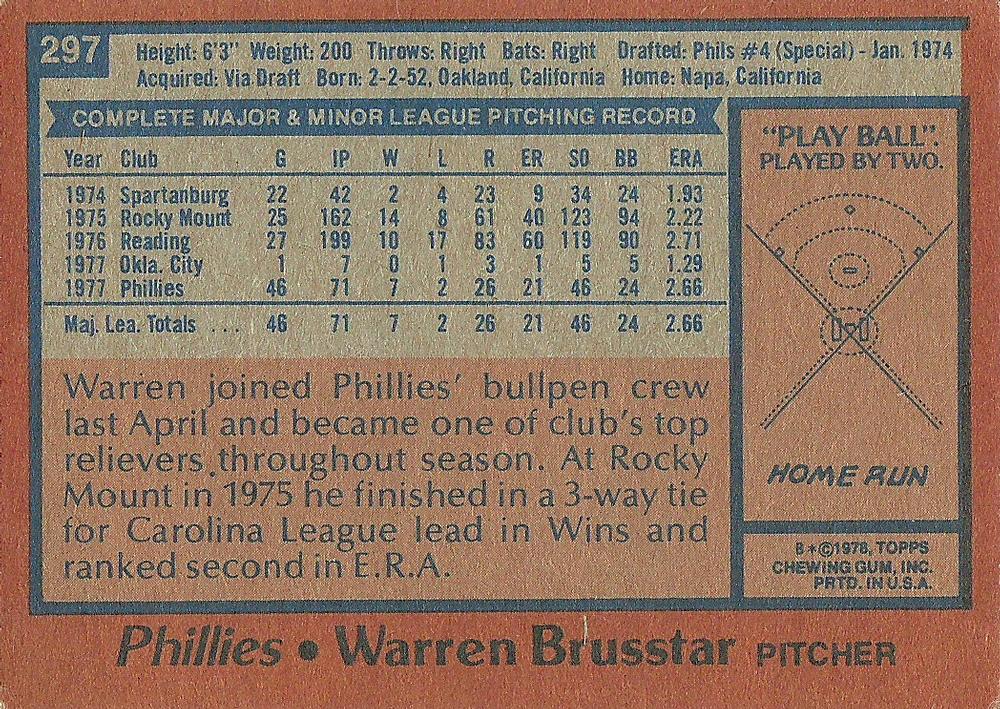 297
Height: 6'3" Weight: 200 Throws: Right Bats: Right Drafted: Phils #4 (Special) - Jan. 1974
Acquired: Via Draft Born: 2-2-52, Oakland, California Home: Napa, California
COMPLETE MAJOR & MINOR LEAGUE PITCHING RECORD
Year Club G IP W L R ER SO BB ERA
1974 Spartanburg 22 42 2 4 23 9 34 24 1.93
1975 Rocky Mount 25 162 14 8 61 40 123 94 2.22
1976 Reading 27 199 10 17 83 60 119 90 2.71
1977 Okla. City 1 7 0 1 3 1 5 5 1.29
1977 Phillies 46 71 7 2 26 21 46 24 2.66
Maj. Lea. Totals ... 46 71 7 2 26 21 46 24 2.66
Warren joined Phillies' bullpen crew
last April and became one of club's top
relievers throughout season. At Rocky
Mount in 1975 he finished in a 3-way tie
for Carolina League lead in Wins and
ranked second in E.R.A.
"PLAY BALL".
PLAYED BY TWO.
HOME RUN
B*©1978, TOPPS
CHEWING GUM, INC.
PRTD. IN U.S.A.
Phillies • Warren Brusstar PITCHER